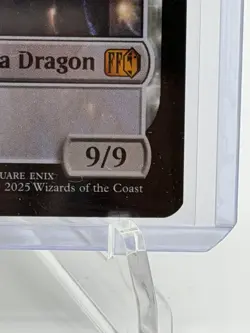 a Dragon FF
9/9
UARE ENIX
2025 Wizards of the Coast